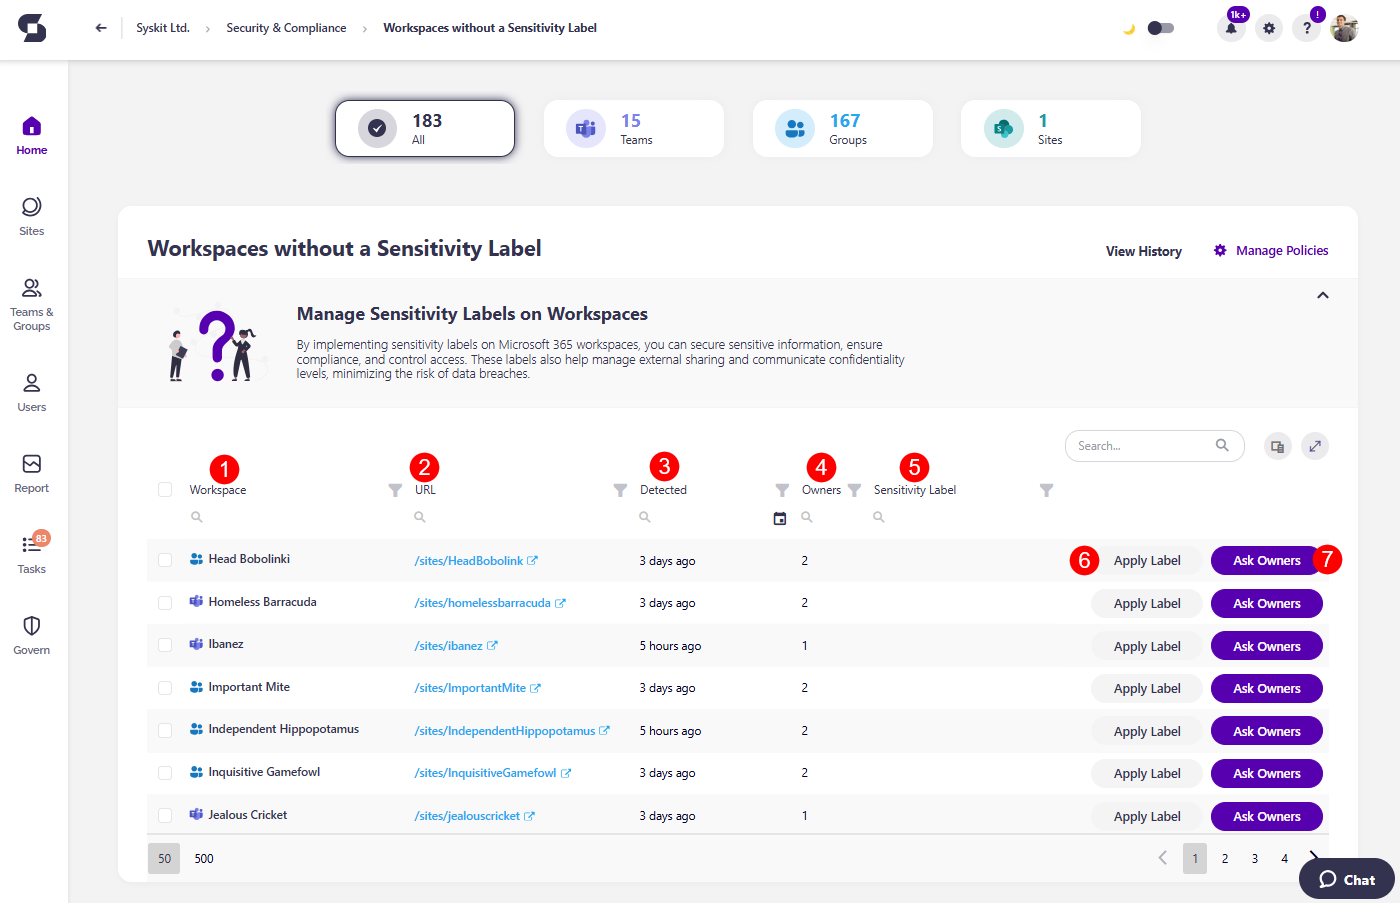 Syskit Ltd. > Security & Compliance > Workspaces without a Sensitivity Label
1k+
!
?
183
All
15
Teams
167
Groups
1
Sites
Home
Sites
Teams &
Groups
Users
Report
83
Tasks
Govern
Workspaces without a Sensitivity Label
View History
Manage Policies
?
Manage Sensitivity Labels on Workspaces
By implementing sensitivity labels on Microsoft 365 workspaces, you can secure sensitive information, ensure
compliance, and control access. These labels also help manage external sharing and communicate confidentiality
levels, minimizing the risk of data breaches.
Search...
1 2 3 4 5
Workspace URL Detected Owners Sensitivity Label
Head Bobolinki /sites/HeadBobolink 3 days ago 2 6 Apply Label Ask Owners 7
Homeless Barracuda /sites/homelessbarracuda 3 days ago 2 Apply Label Ask Owners
Ibanez /sites/ibanez 5 hours ago 1 Apply Label Ask Owners
Important Mite /sites/ImportantMite 3 days ago 2 Apply Label Ask Owners
Independent Hippopotamus /sites/IndependentHippopotamus 5 hours ago 2 Apply Label Ask Owners
Inquisitive Gamefowl /sites/InquisitiveGamefowl 3 days ago 2 Apply Label Ask Owners
Jealous Cricket /sites/jealouscricket 3 days ago 1 Apply Label Ask Owners
50 500
1 2 3 4
Chat